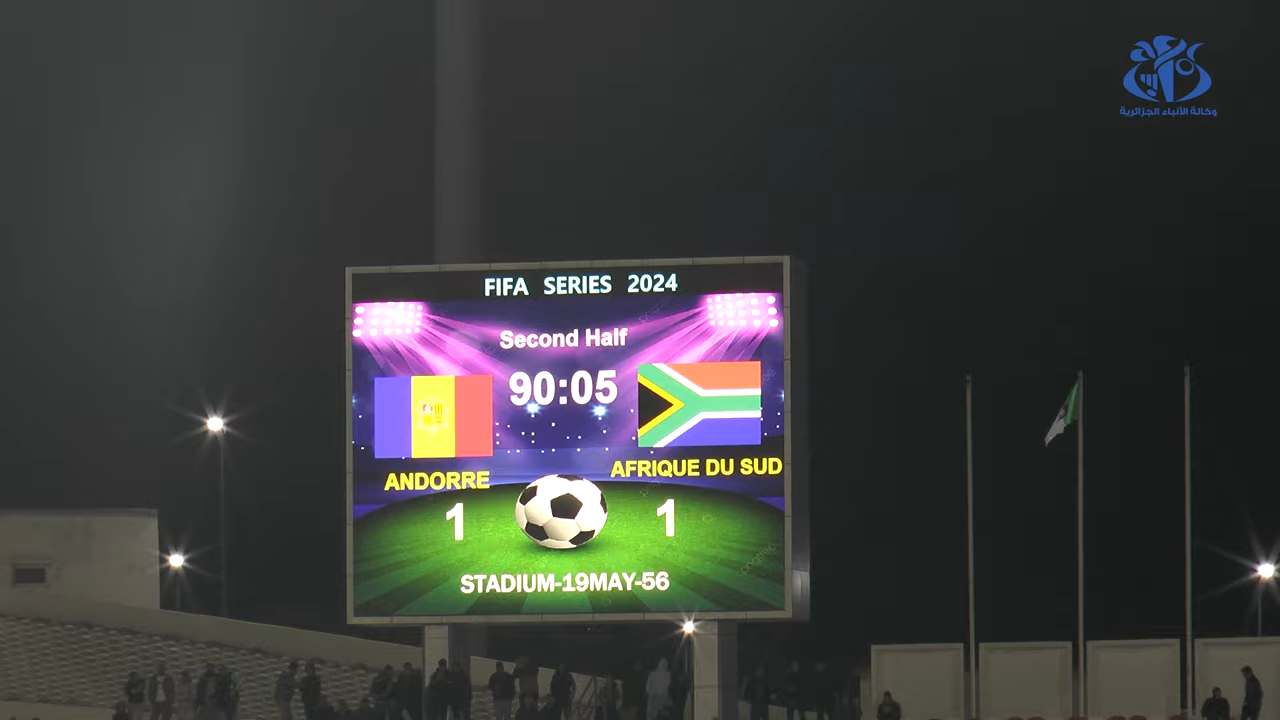 وكالة الأنباء الجزائرية
FIFA SERIES 2024
Second Half
90:05
ANDORRE
AFRIQUE DU SUD
1
1
STADIUM-19MAY-56